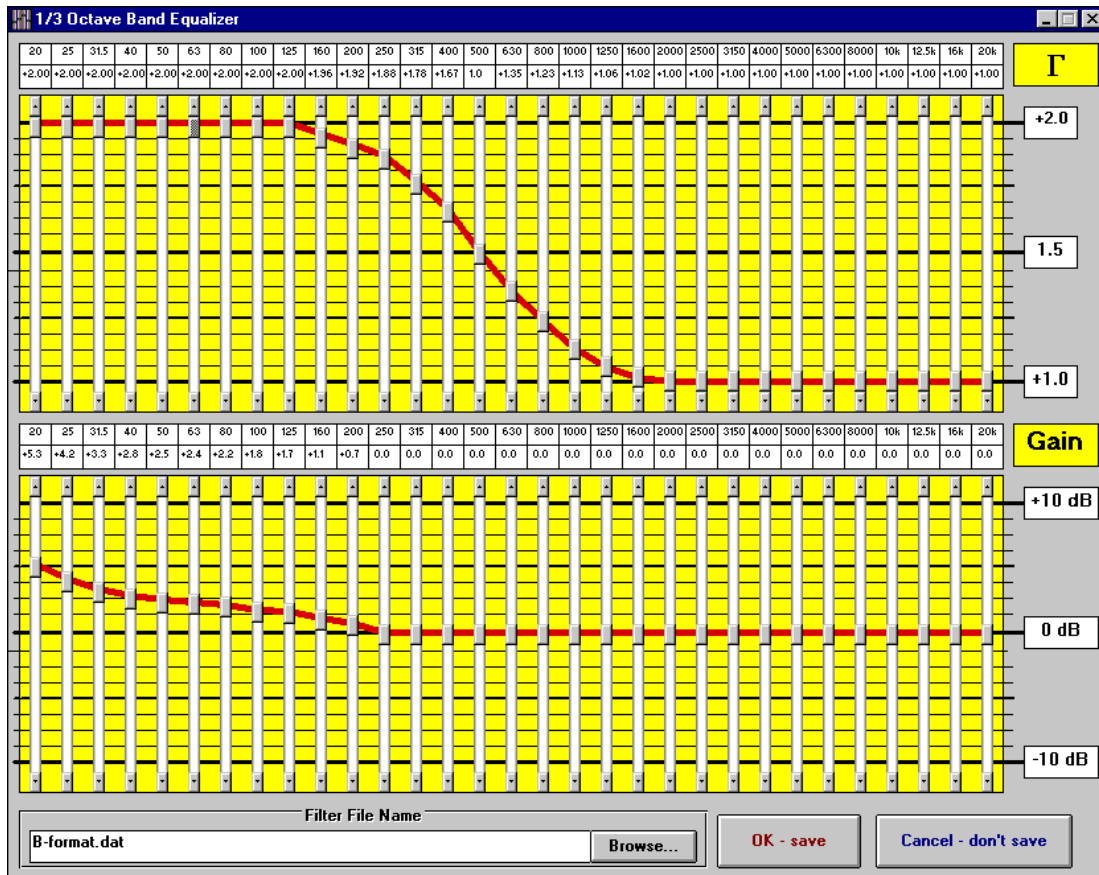 1/3 Octave Band Equalizer
20 25 31.5 40 50 63 80 100 125 160 200 250 315 400 500 630 800 1000 1250 1600 2000 2500 3150 4000 5000 6300 8000 10k 12.5k 16k 20k
+2.00 +2.00 +2.00 +2.00 +2.00 +2.00 +2.00 +2.00 +2.00 +1.96 +1.92 +1.88 +1.78 +1.67 1.0 +1.35 +1.23 +1.13 +1.06 +1.02 +1.00 +1.00 +1.00 +1.00 +1.00 +1.00 +1.00 +1.00 +1.00 +1.00 +1.00
Γ
+2.0
1.5
+1.0
20 25 31.5 40 50 63 80 100 125 160 200 250 315 400 500 630 800 1000 1250 1600 2000 2500 3150 4000 5000 6300 8000 10k 12.5k 16k 20k
+5.3 +4.2 +3.3 +2.8 +2.5 +2.4 +2.2 +1.8 +1.7 +1.1 +0.7 0.0 0.0 0.0 0.0 0.0 0.0 0.0 0.0 0.0 0.0 0.0 0.0 0.0 0.0 0.0 0.0 0.0 0.0 0.0 0.0
Gain
+10 dB
0 dB
-10 dB
Filter File Name
B-format.dat
Browse...
OK - save
Cancel - don't save